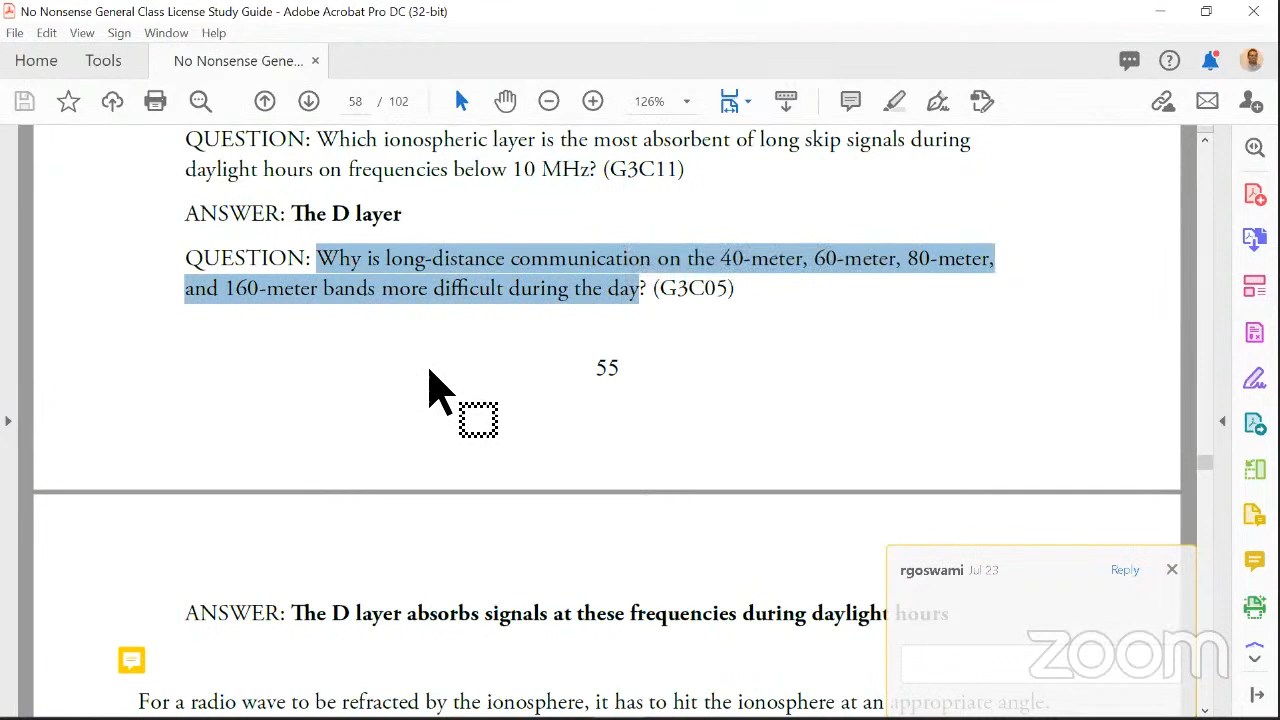 No Nonsense General Class License Study Guide - Adobe Acrobat Pro DC (32-bit)
File Edit View Sign Window Help
Home Tools No Nonsense Gene... ×
58 / 102 126%
QUESTION: Which ionospheric layer is the most absorbent of long skip signals during
daylight hours on frequencies below 10 MHz? (G3C11)
ANSWER: The D layer
QUESTION: Why is long-distance communication on the 40-meter, 60-meter, 80-meter,
and 160-meter bands more difficult during the day? (G3C05)
55
rgoswami Jul 23 Reply
ANSWER: The D layer absorbs signals at these frequencies during daylight hours
zoom
For a radio wave to be refracted by the ionosphere, it has to hit the ionosphere at an appropriate angle.